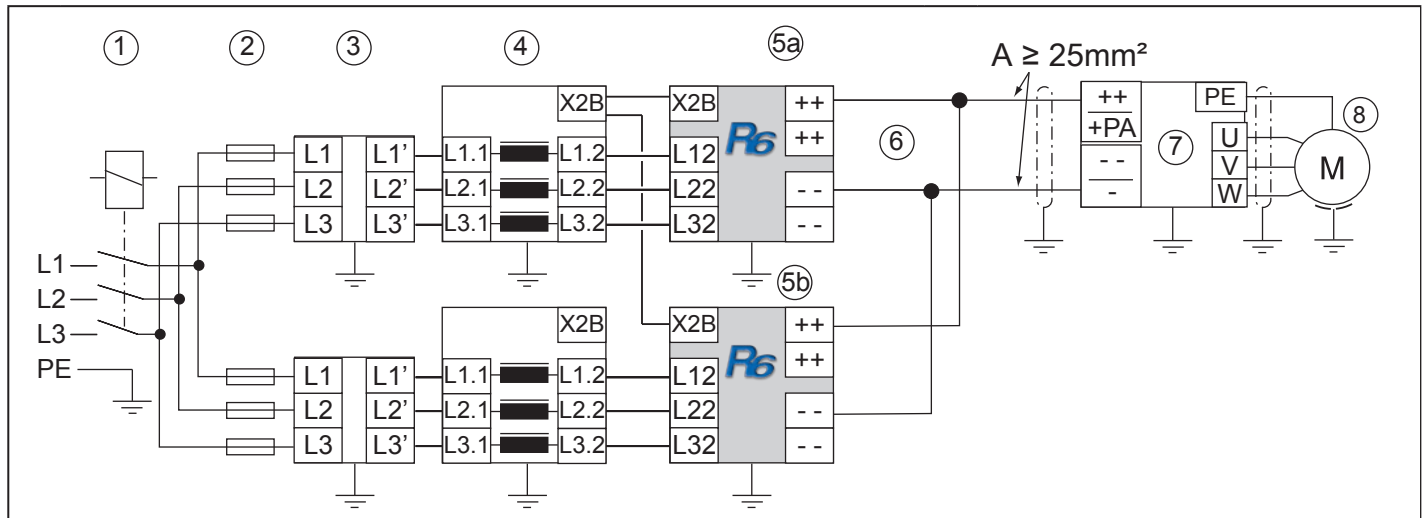 1 2 3 4 5a
A ≥ 25mm²
X2B X2B R6 ++ ++ PE 8
++ +PA
6 7 U
L1 L1' L1.1 L1.2 L12 V M
L2 L2' L2.1 L2.2 L22 - - - - W
L3 L3' L3.1 L3.2 L32 - - -
L1
L2 5b
L3 X2B X2B R6 ++
PE ++
L1 L1' L1.1 L1.2 L12
L2 L2' L2.1 L2.2 L22 - -
L3 L3' L3.1 L3.2 L32 - -